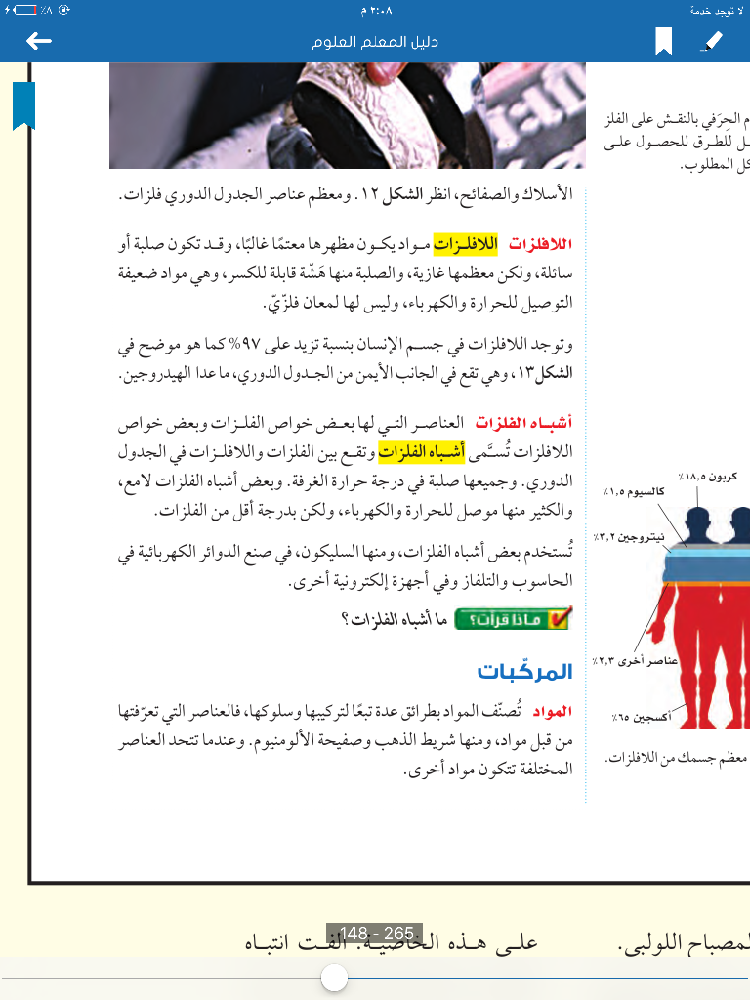 لا توجد خدمة
٢:٠٨ م
٪٨
دليل المعلم العلوم
الحِرَفي بالنقش على الفلز
للطرق للحصول على
المطلوب.
الأسلاك والصفائح، انظر الشكل ١٢. ومعظم عناصر الجدول الدوري فلزات.
اللافلزات اللافلزات مواد يكون مظهرها معتمًا غالبًا، وقد تكون صلبة أو
سائلة، ولكن معظمها غازية، والصلبة منها هَشّة قابلة للكسر، وهي مواد ضعيفة
التوصيل للحرارة والكهرباء، وليس لها لمعان فلزّيّ.
وتوجد اللافلزات في جسم الإنسان بنسبة تزيد على ٩٧% كما هو موضح في
الشكل١٣، وهي تقع في الجانب الأيمن من الجدول الدوري، ما عدا الهيدروجين.
أشباه الفلزات العناصر التي لها بعض خواص الفلزات وبعض خواص
اللافلزات تُسمَّى أشباه الفلزات وتقع بين الفلزات واللافلزات في الجدول
الدوري. وجميعها صلبة في درجة حرارة الغرفة. وبعض أشباه الفلزات لامع،
والكثير منها موصل للحرارة والكهرباء، ولكن بدرجة أقل من الفلزات.
تُستخدم بعض أشباه الفلزات، ومنها السليكون، في صنع الدوائر الكهربائية في
الحاسوب والتلفاز وفي أجهزة إلكترونية أخرى.
ماذا قرأت؟ ما أشباه الفلزات؟
المركّبات
المواد تُصنّف المواد بطرائق عدة تبعًا لتركيبها وسلوكها، فالعناصر التي تعرّفتها
من قبل مواد، ومنها شريط الذهب وصفيحة الألومنيوم. وعندما تتحد العناصر
المختلفة تتكون مواد أخرى.
كربون ١٨,٥٪
كالسيوم ١,٥٪
نيتروجين ٣,٢٪
عناصر أخرى ٢,٣٪
أكسجين ٦٥٪
معظم جسمك من اللافلزات.
148 - 265
اللولبي.
على هذه الخاصية. الفت انتباه